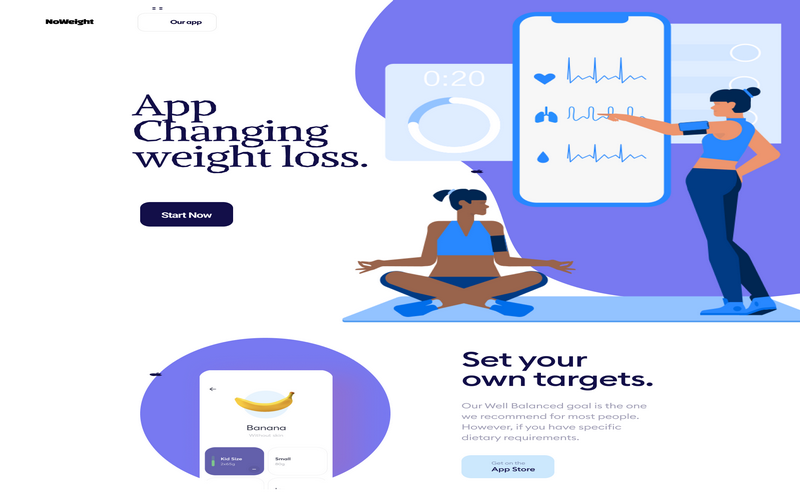 NoWeight
Our app
0:20
App
Changing
weight loss.
Start Now
Set your
own targets.
Our Well Balanced goal is the one
we recommend for most people.
However, if you have specific
dietary requirements.
Get on the
App Store
Banana
Without skin
Kid Size
Small